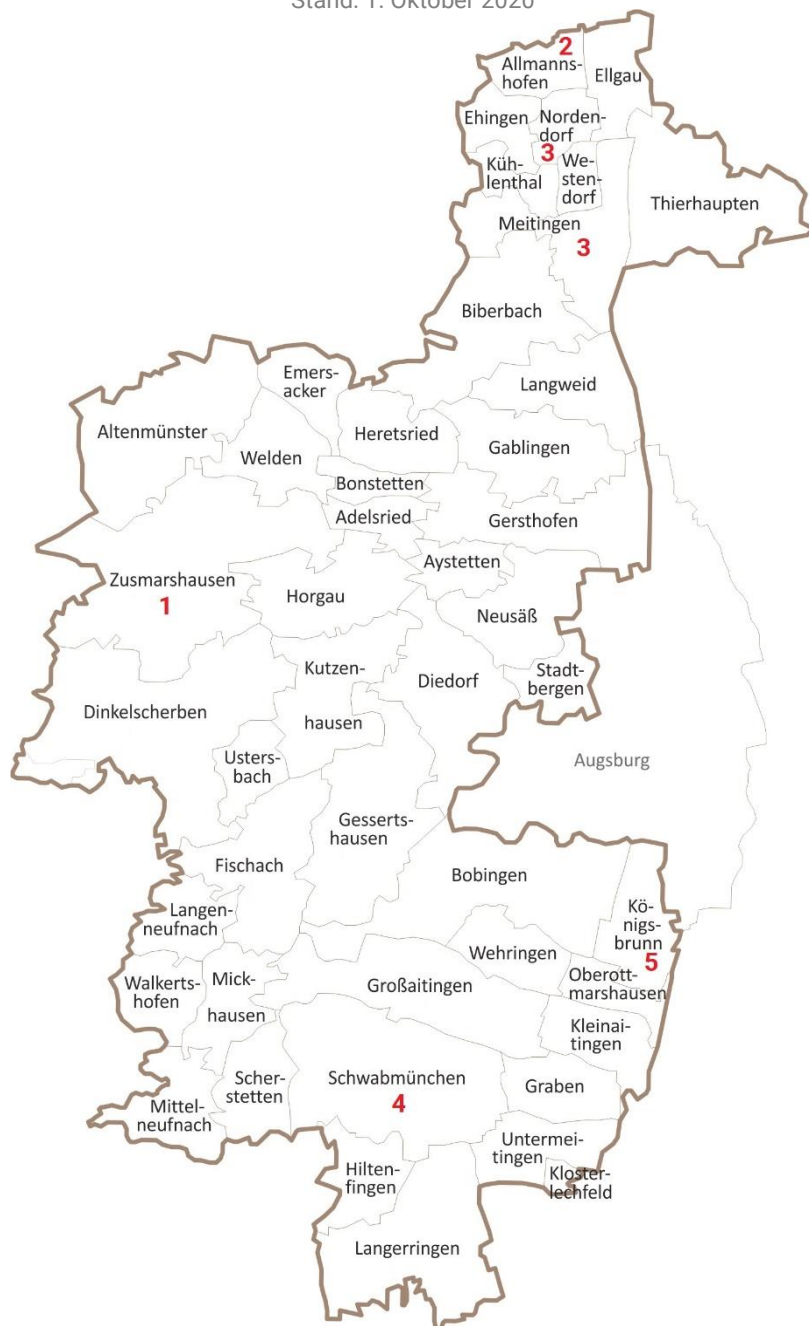 Stand: 1. Oktober 2020
2
Allmanns-
hofen
Ellgau
Ehingen
Norden-
dorf
3
Küh-
lenthal
We-
sten-
dorf
Thierhaupten
Meitingen
3
Biberbach
Emers-
acker
Langweid
Altenmünster
Heretsried
Welden
Gablingen
Bonstetten
Adelsried
Gersthofen
Aystetten
Zusmarshausen
1
Horgau
Neusäß
Kutzen-
hausen
Diedorf
Stadt-
bergen
Dinkelscherben
Usters-
bach
Augsburg
Gesserts-
hausen
Fischach
Bobingen
Langen-
neufnach
Kö-
nigs-
brunn
5
Wehringen
Walkerts-
hofen
Mick-
hausen
Großaitingen
Oberott-
marshausen
Kleinai-
tingen
Scher-
stetten
Schwabmünchen
4
Graben
Mittel-
neufnach
Untermei-
tingen
Hilten-
fingen
Kloster-
lechfeld
Langerringen